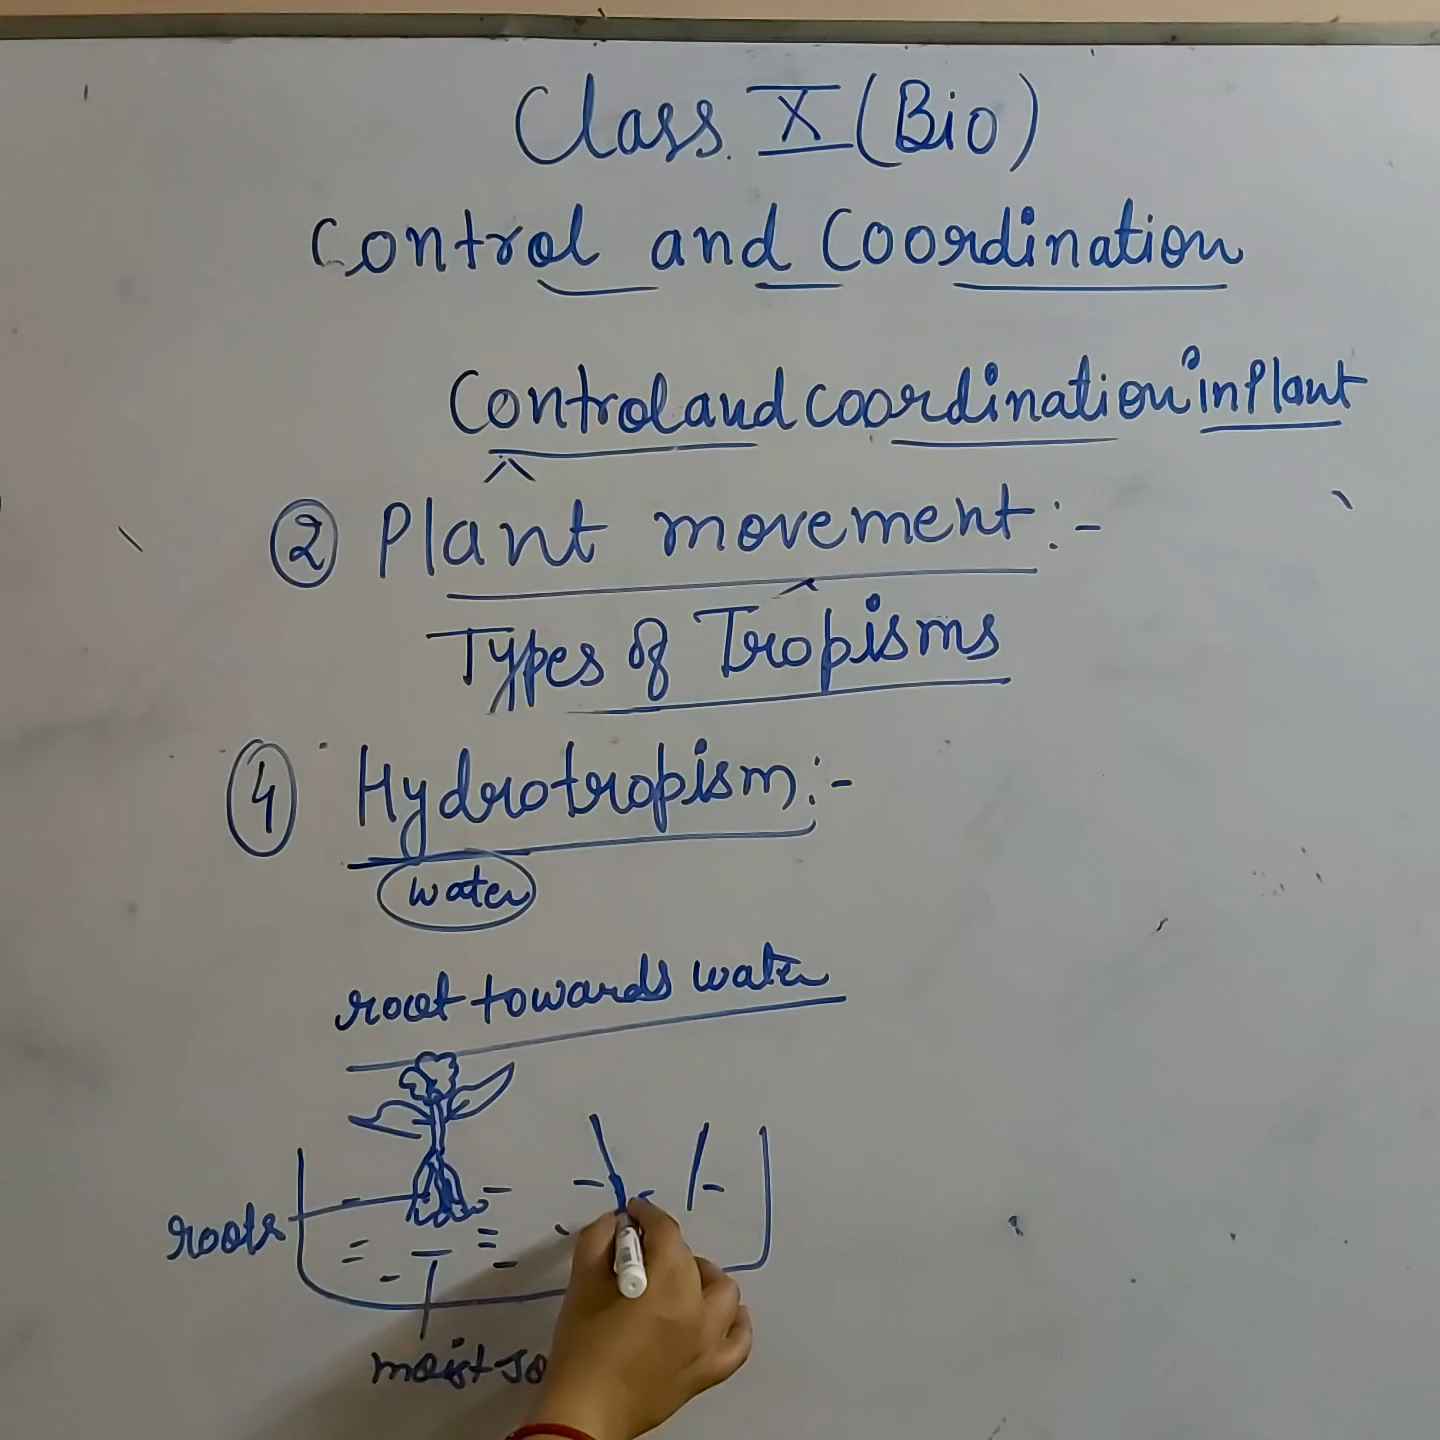 Class X (Bio)
Control and Coordination
Control and coordination in Plant
② Plant movement :-
Types of Tropisms
④ Hydrotropism :-
water
root towards water
roots
moist